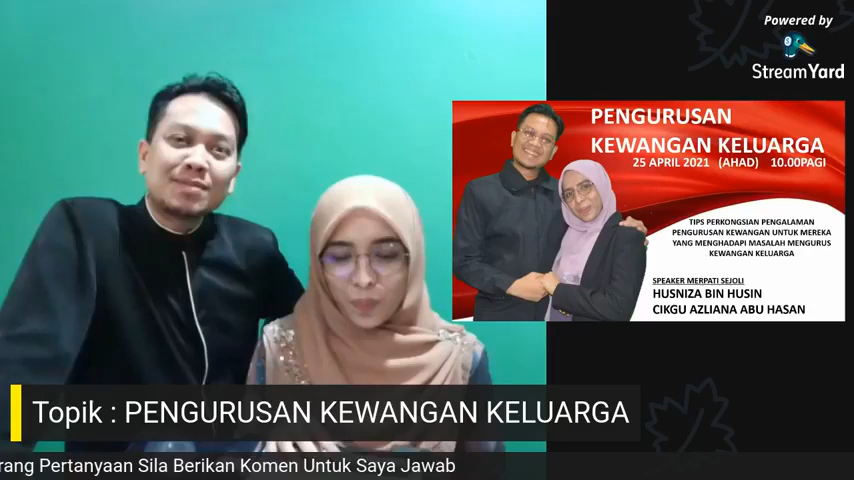 Powered by
StreamYard
PENGURUSAN
KEWANGAN KELUARGA
25 APRIL 2021 (AHAD) 10.00PAGI
TIPS PERKONGSIAN PENGALAMAN
PENGURUSAN KEWANGAN UNTUK MEREKA
YANG MENGHADAPI MASALAH MENGURUS
KEWANGAN KELUARGA
SPEAKER MERPATI SEJOLI
HUSNIZA BIN HUSIN
CIKGU AZLIANA ABU HASAN
Topik : PENGURUSAN KEWANGAN KELUARGA
rang Pertanyaan Sila Berikan Komen Untuk Saya Jawab